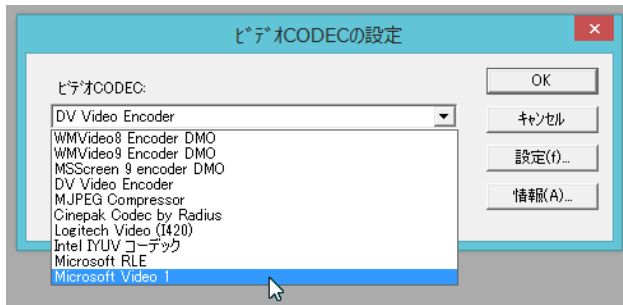 ビデオCODECの設定
ビデオCODEC:
DV Video Encoder
WMVideo8 Encoder DMO
WMVideo9 Encoder DMO
MSScreen 9 encoder DMO
DV Video Encoder
MJPEG Compressor
Cinepak Codec by Radius
Logitech Video (I420)
Intel IYUV コーデック
Microsoft RLE
Microsoft Video 1
OK
キャンセル
設定(f)...
情報(A)...